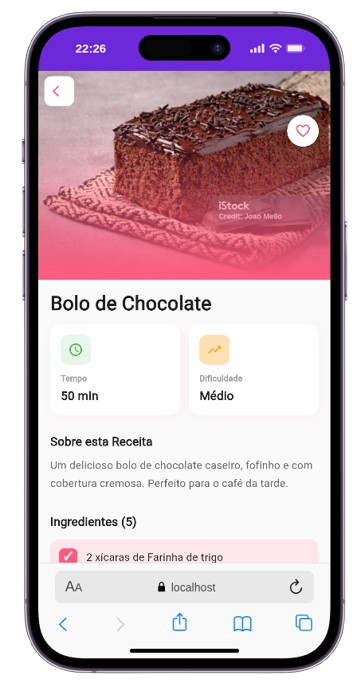 22:26
iStock
Credit: Joao Mello
Bolo de Chocolate
Tempo
50 min
Dificuldade
Médio
Sobre esta Receita
Um delicioso bolo de chocolate caseiro, fofinho e com
cobertura cremosa. Perfeito para o café da tarde.
Ingredientes (5)
2 xícaras de Farinha de trigo
AA
localhost